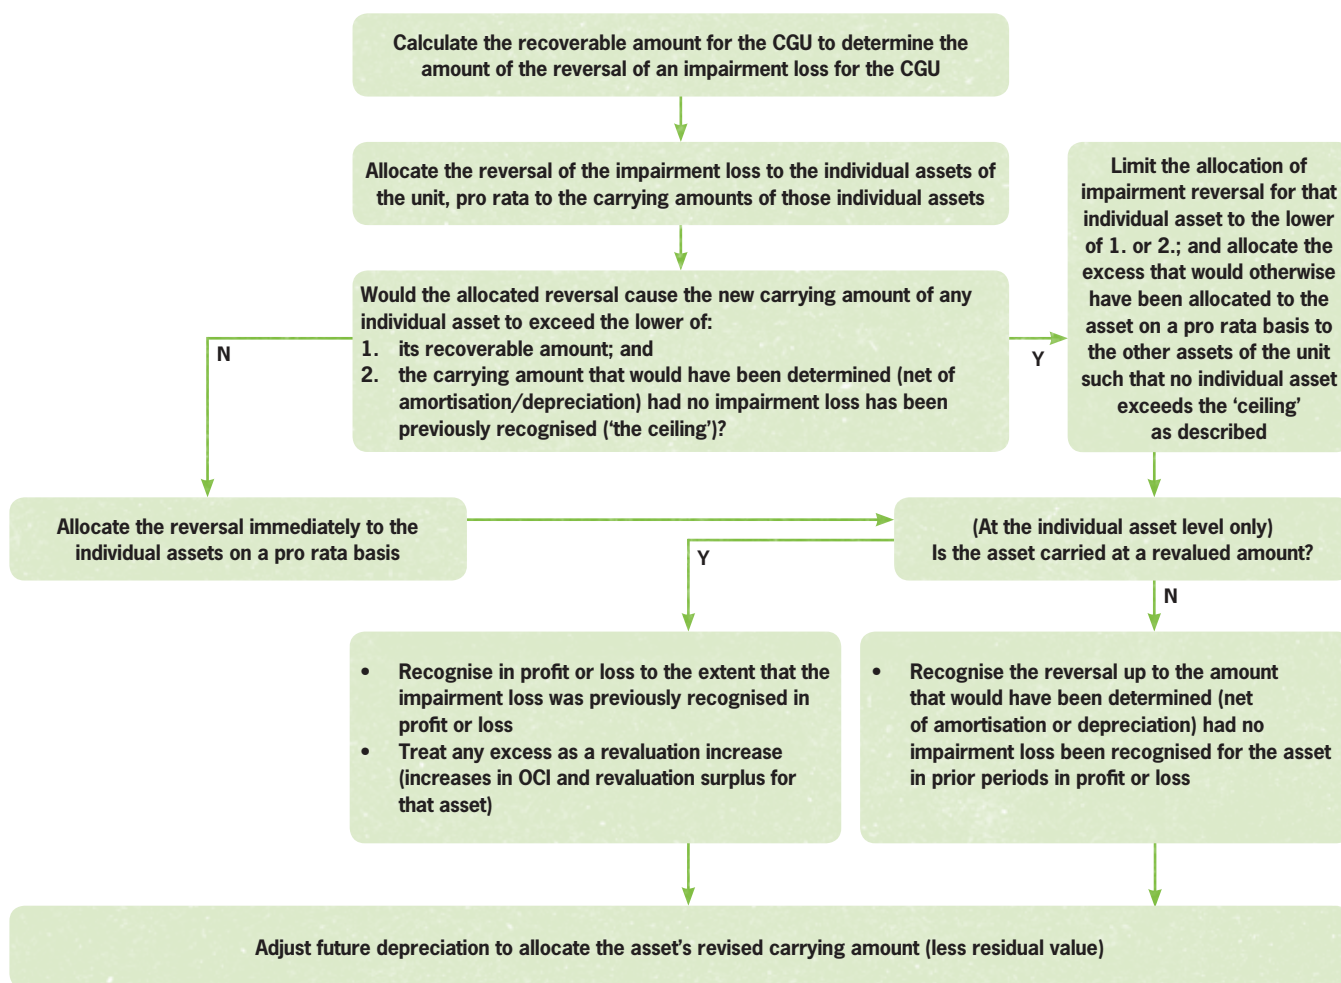 Calculate the recoverable amount for the CGU to determine the
amount of the reversal of an impairment loss for the CGU
Allocate the reversal of the impairment loss to the individual assets of
the unit, pro rata to the carrying amounts of those individual assets
Would the allocated reversal cause the new carrying amount of any
individual asset to exceed the lower of:
1. its recoverable amount; and
2. the carrying amount that would have been determined (net of
amortisation/depreciation) had no impairment loss has been
previously recognised (‘the ceiling’)?
N
Y
Limit the allocation of
impairment reversal for that
individual asset to the lower
of 1. or 2.; and allocate the
excess that would otherwise
have been allocated to the
asset on a pro rata basis to
the other assets of the unit
such that no individual asset
exceeds the ‘ceiling’
as described
Allocate the reversal immediately to the
individual assets on a pro rata basis
(At the individual asset level only)
Is the asset carried at a revalued amount?
Y
N
• Recognise in profit or loss to the extent that the
impairment loss was previously recognised in
profit or loss
• Treat any excess as a revaluation increase
(increases in OCI and revaluation surplus for
that asset)
• Recognise the reversal up to the amount
that would have been determined (net
of amortisation or depreciation) had no
impairment loss been recognised for the asset
in prior periods in profit or loss
Adjust future depreciation to allocate the asset’s revised carrying amount (less residual value)